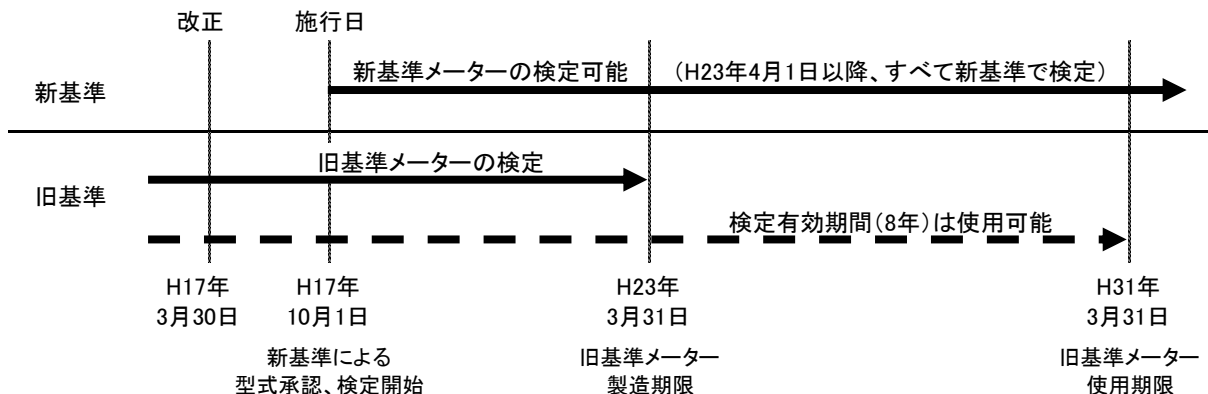 改正
施行日
新基準メーターの検定可能
（H23年4月1日以降、すべて新基準で検定）
新基準
旧基準メーターの検定
旧基準
検定有効期間（8年）は使用可能
H17年
3月30日
H17年
10月1日
H23年
3月31日
H31年
3月31日
新基準による
型式承認、検定開始
旧基準メーター
製造期限
旧基準メーター
使用期限